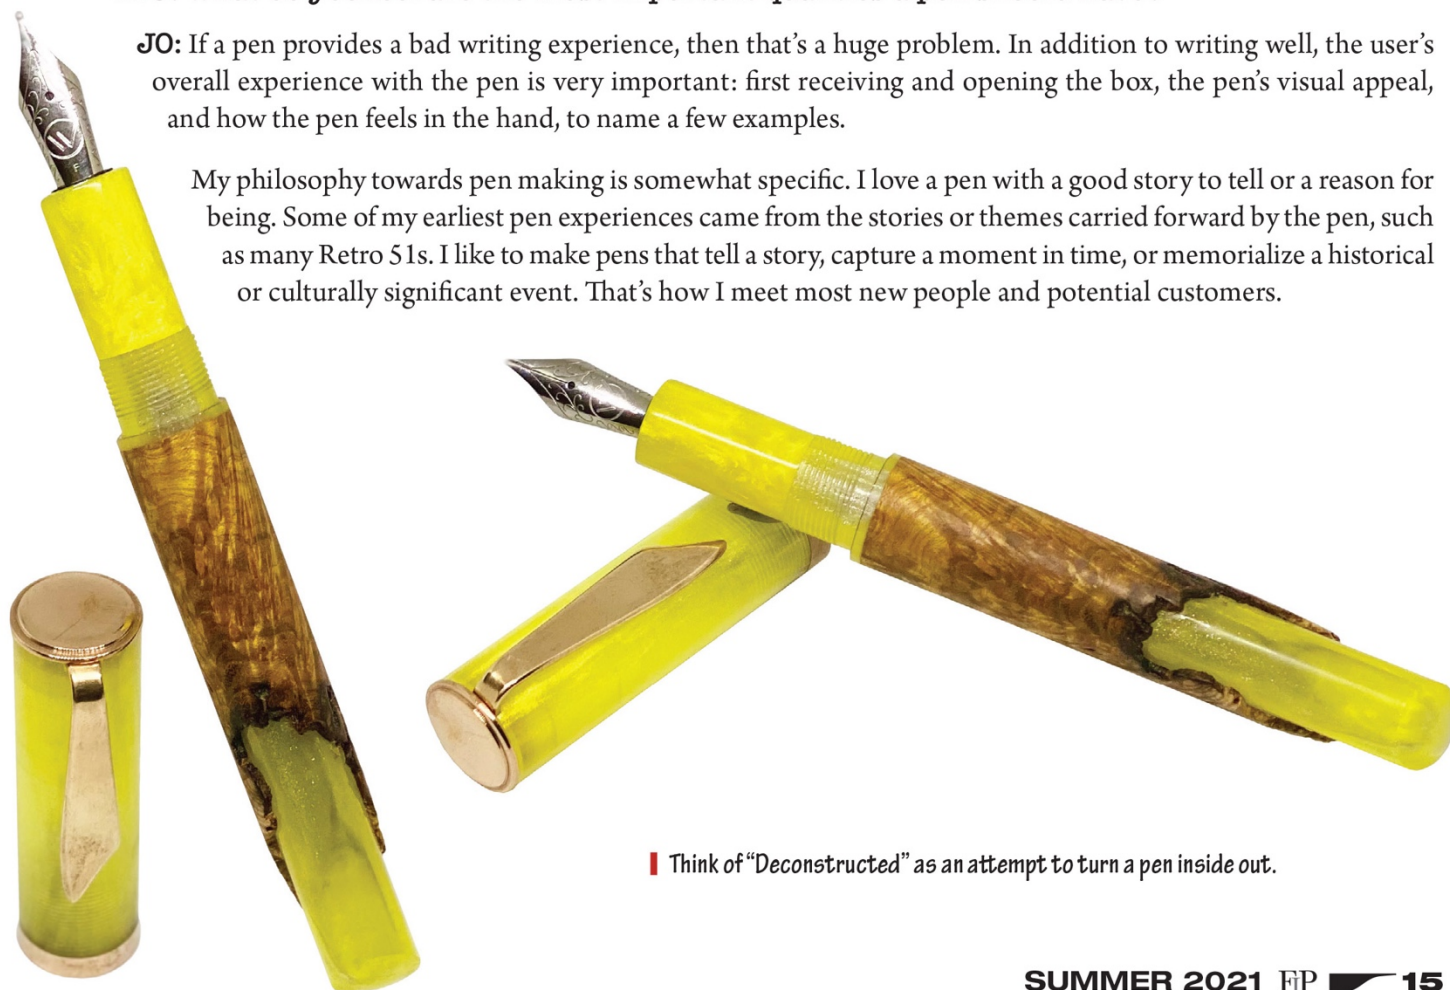 JO: If a pen provides a bad writing experience, then that’s a huge problem. In addition to writing well, the user’s
overall experience with the pen is very important: first receiving and opening the box, the pen’s visual appeal,
and how the pen feels in the hand, to name a few examples.
My philosophy towards pen making is somewhat specific. I love a pen with a good story to tell or a reason for
being. Some of my earliest pen experiences came from the stories or themes carried forward by the pen, such
as many Retro 51s. I like to make pens that tell a story, capture a moment in time, or memorialize a historical
or culturally significant event. That’s how I meet most new people and potential customers.
Think of “Deconstructed” as an attempt to turn a pen inside out.
SUMMER 2021 15